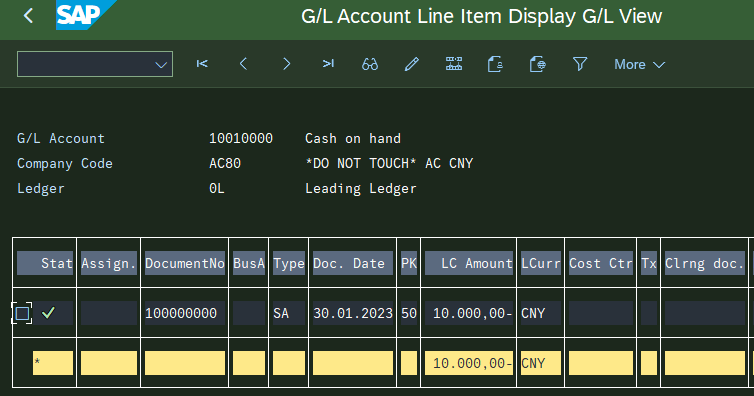 SAP
G/L Account Line Item Display G/L View
More
G/L Account 10010000 Cash on hand
Company Code AC80 *DO NOT TOUCH* AC CNY
Ledger 0L Leading Ledger
Stat Assign. DocumentNo BusA Type Doc. Date PK LC Amount LCurr Cost Ctr Tx Clrng doc.
100000000 SA 30.01.2023 50 10.000,00- CNY
* 10.000,00- CNY